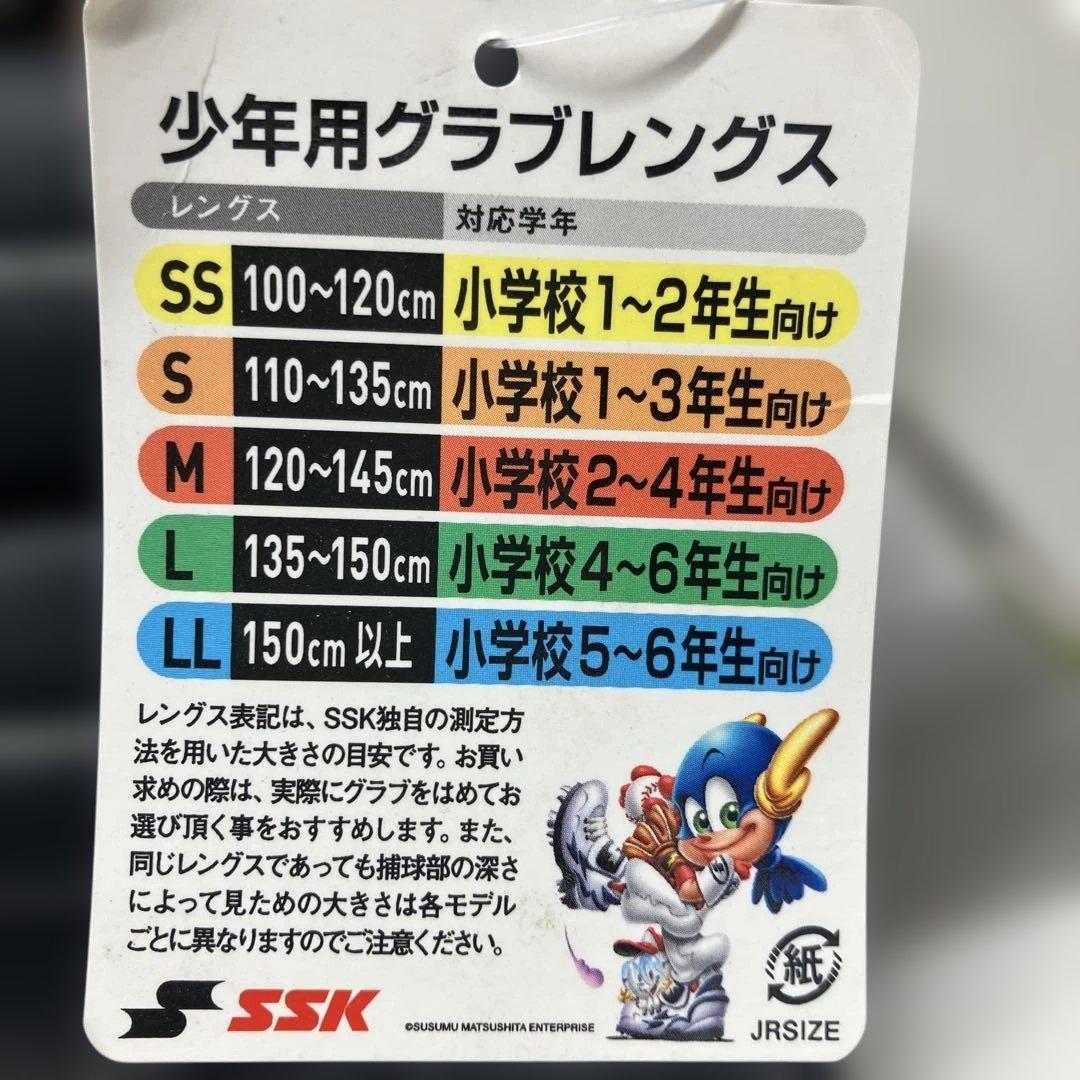 少年用グラブレングス
レングス 対応学年
SS 100~120cm 小学校1~2年生向け
S 110~135cm 小学校1~3年生向け
M 120~145cm 小学校2~4年生向け
L 135~150cm 小学校4~6年生向け
LL 150cm以上 小学校5~6年生向け
レングス表記は、SSK独自の測定方
法を用いた大きさの目安です。お買い
求めの際は、実際にグラブをはめてお
選び頂く事をおすすめします。また、
同じレングスであっても捕球部の深さ
によって見ための大きさは各モデル
ごとに異なりますのでご注意ください。
紙
SSK
©SUSUMU MATSUSHITA ENTERPRISE
JRSIZE